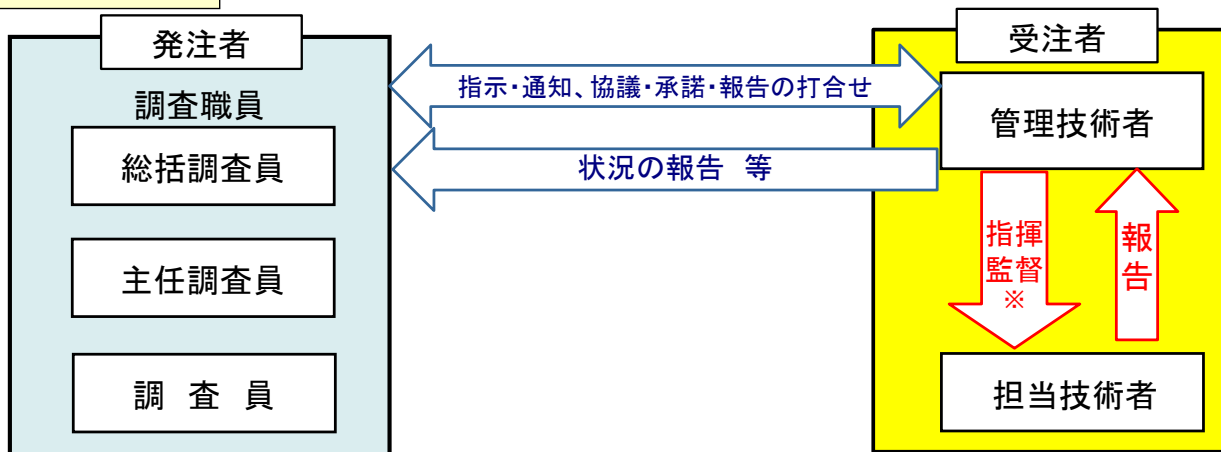 発注者
調査職員
総括調査員
主任調査員
調 査 員
指示・通知、協議・承諾・報告の打合せ
状況の報告 等
受注者
管理技術者
指揮
監督
※
報告
担当技術者